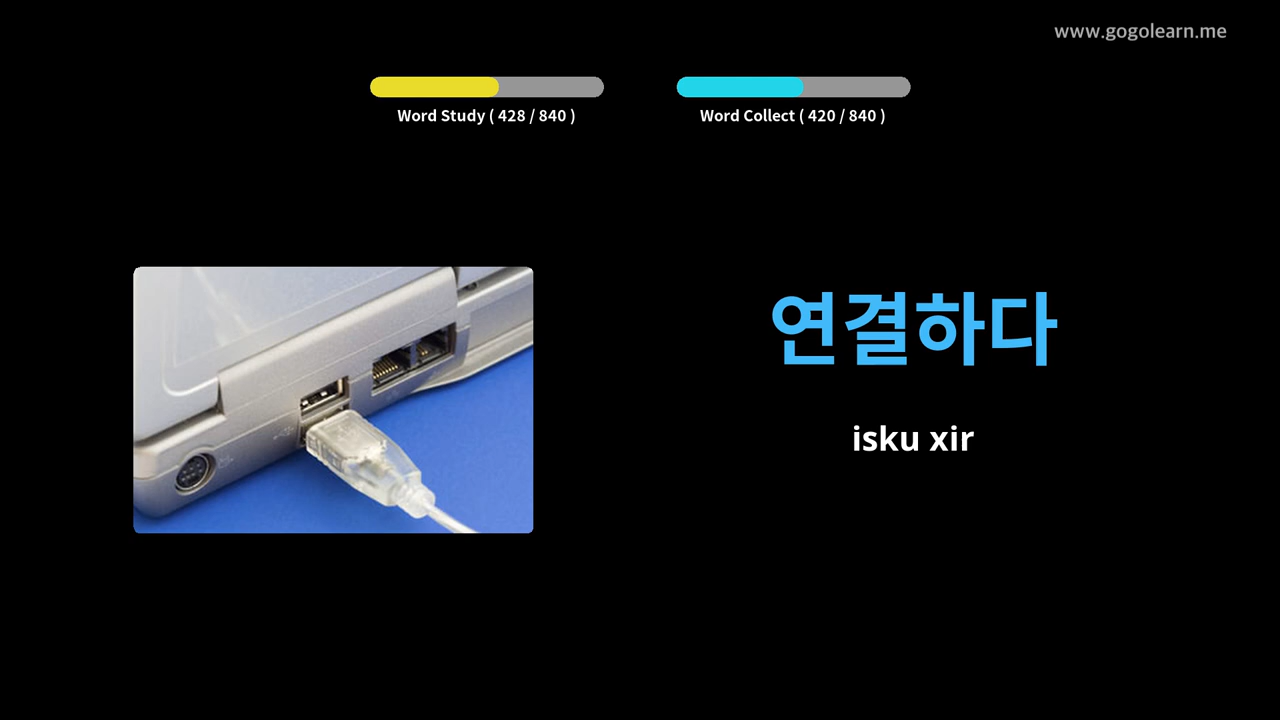 www.gogolearn.me
Word Study ( 428 / 840 )
Word Collect ( 420 / 840 )
연결하다
isku xir